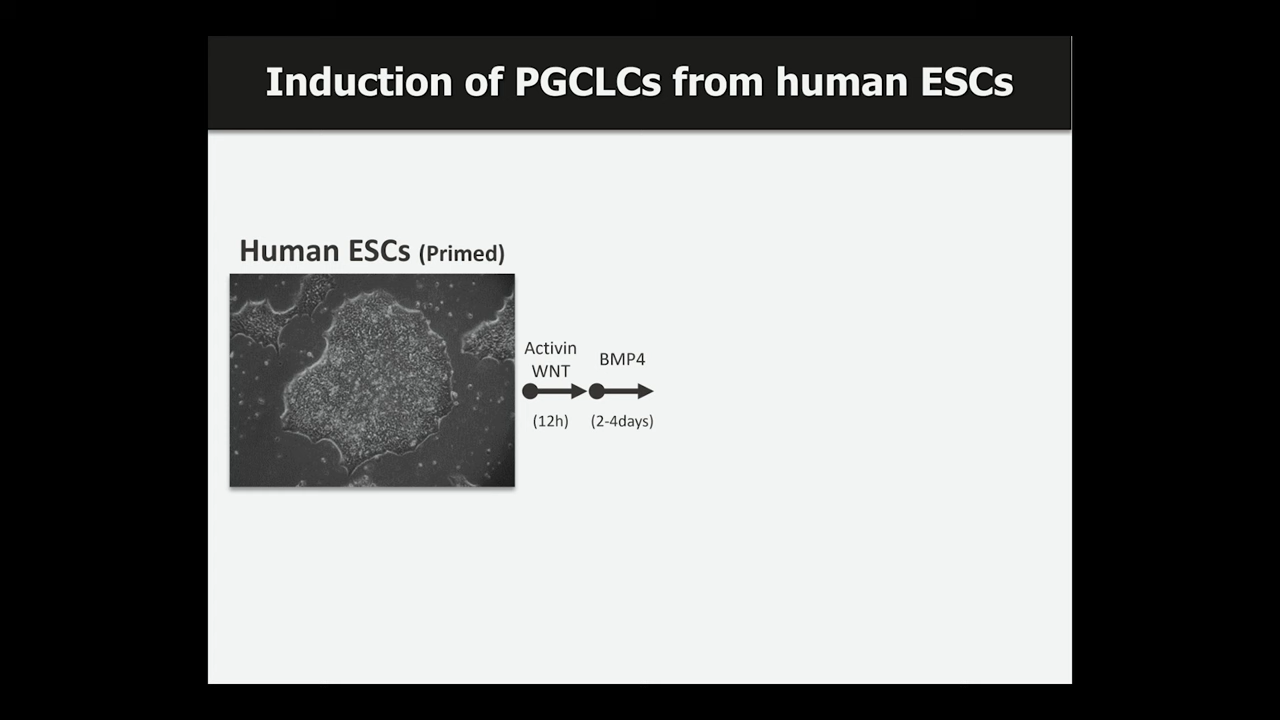 Induction of PGCLCs from human ESCs
Human ESCs (Primed)
Activin
WNT
BMP4
(12h)
(2-4days)